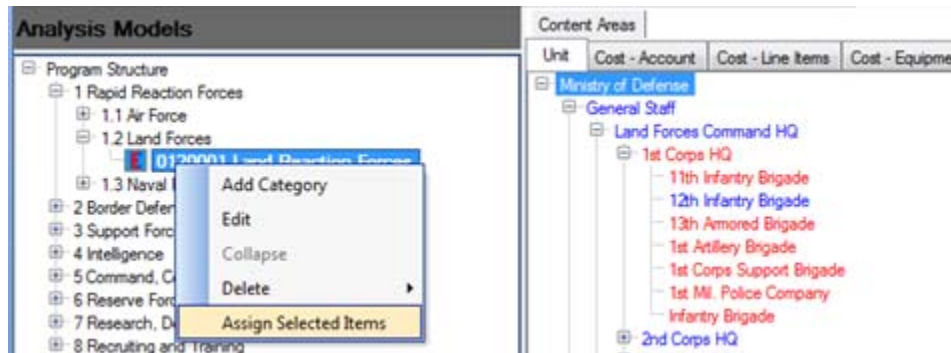 Analysis Models
Program Structure
1 Rapid Reaction Forces
1.1 Air Force
1.2 Land Forces
E 0120001 Land Reaction Forces
1.3 Naval
2 Border Defen
3 Support Forc
4 Intelligence
5 Command, C
6 Reserve Forc
7 Research, D
8 Recruiting and Training
Add Category
Edit
Collapse
Delete
Assign Selected Items
Content Areas
Unit Cost - Account Cost - Line Items Cost - Equipme
Ministry of Defense
General Staff
Land Forces Command HQ
1st Corps HQ
11th Infantry Brigade
12th Infantry Brigade
13th Armored Brigade
1st Artillery Brigade
1st Corps Support Brigade
1st Mil. Police Company
Infantry Brigade
2nd Corps HQ